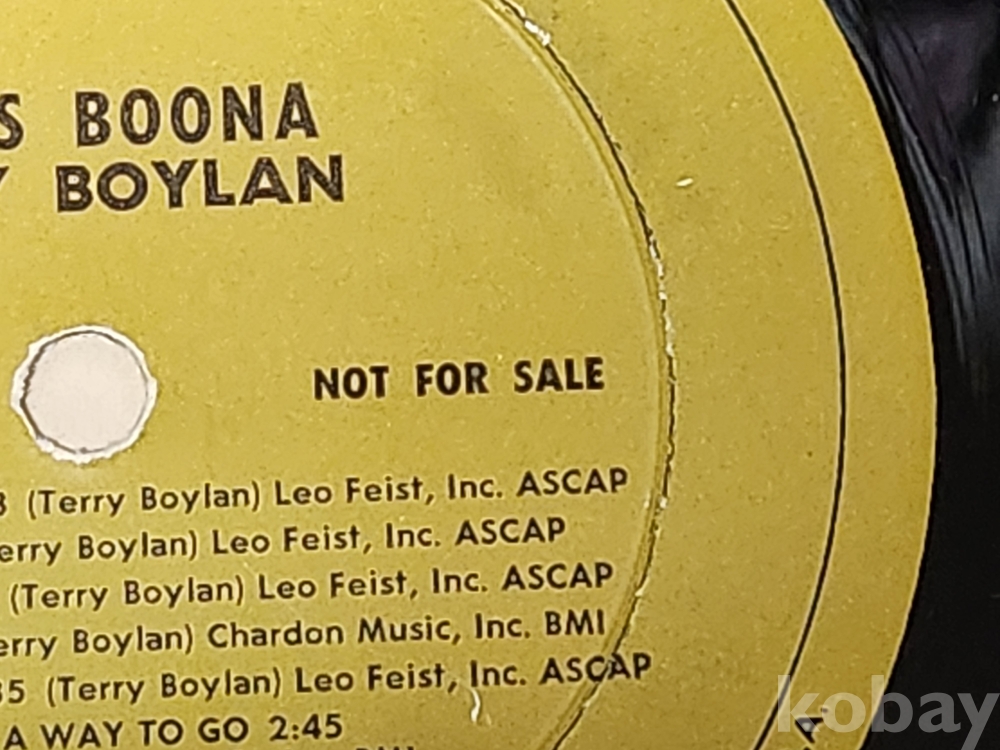 S BOONA
Y BOYLAN
NOT FOR SALE
3 (Terry Boylan) Leo Feist, Inc. ASCAP
erry Boylan) Leo Feist, Inc. ASCAP
(Terry Boylan) Leo Feist, Inc. ASCAP
erry Boylan) Chardon Music, Inc. BMI
35 (Terry Boylan) Leo Feist, Inc. ASCAP
A WAY TO GO 2:45
kobay